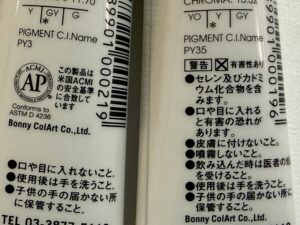 Y GY
Y G
PIGMENT C.I.Name
PY3
ACMI
AP
この製品は
米国ACMI
の安全基準
に合致して
います
Conforms to
ASTM D 4236
Bonny ColArt Co.,Ltd.
●口や目に入れないこと。
●使用後は手を洗うこと。
●子供の手の届かない所
に保管すること。
8901000219
CHROMA.
YO Y GY
Y G
PIGMENT C.I.Name
PY35
警告 有害性あり
●セレン及びカドミ
ウム化合物を含
みます。
●口や目に入れる
と有害の恐れが
あります。
●皮膚に付けないこと。
●噴霧しないこと。
●飲み込んだ時は医者の
を受けること。
●使用後は手を洗うこと。
●子供の手の届かない所
に保管すること。
Bonny ColArt Co.,Ltd
01000196